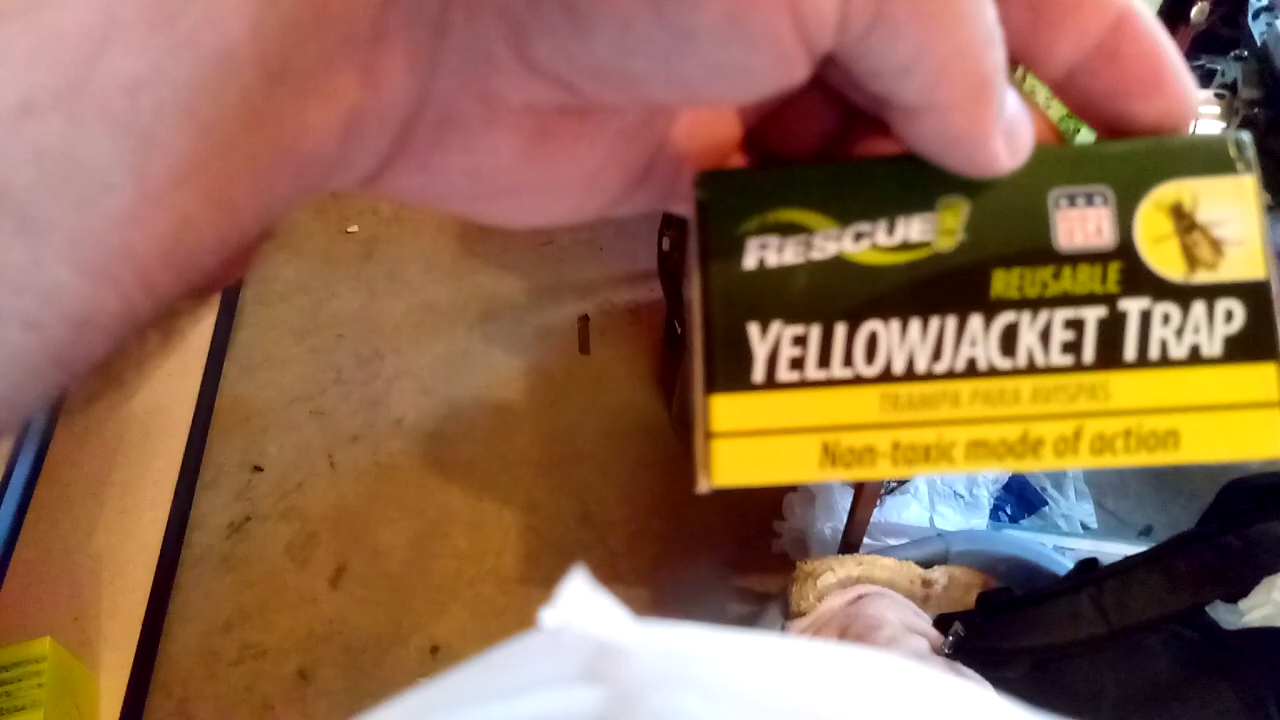 RESCUE!
REUSABLE
YELLOWJACKET TRAP
TRAMPA PARA AVISPAS
Non-toxic mode of action